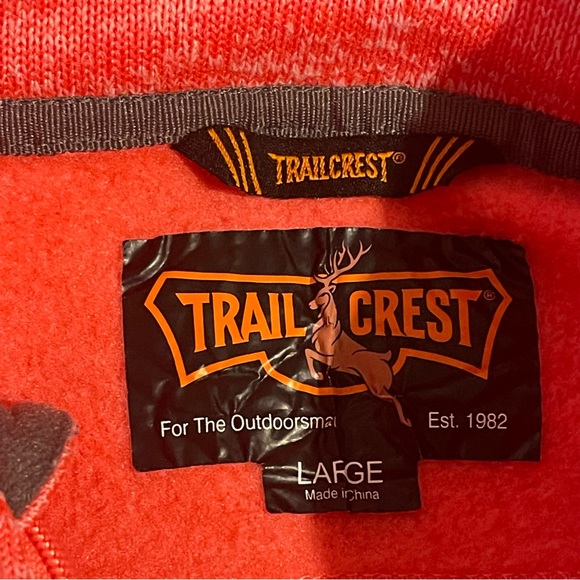 TRAILCREST®
TRAIL CREST®
For The Outdoorsma Est. 1982
LARGE
Made in China